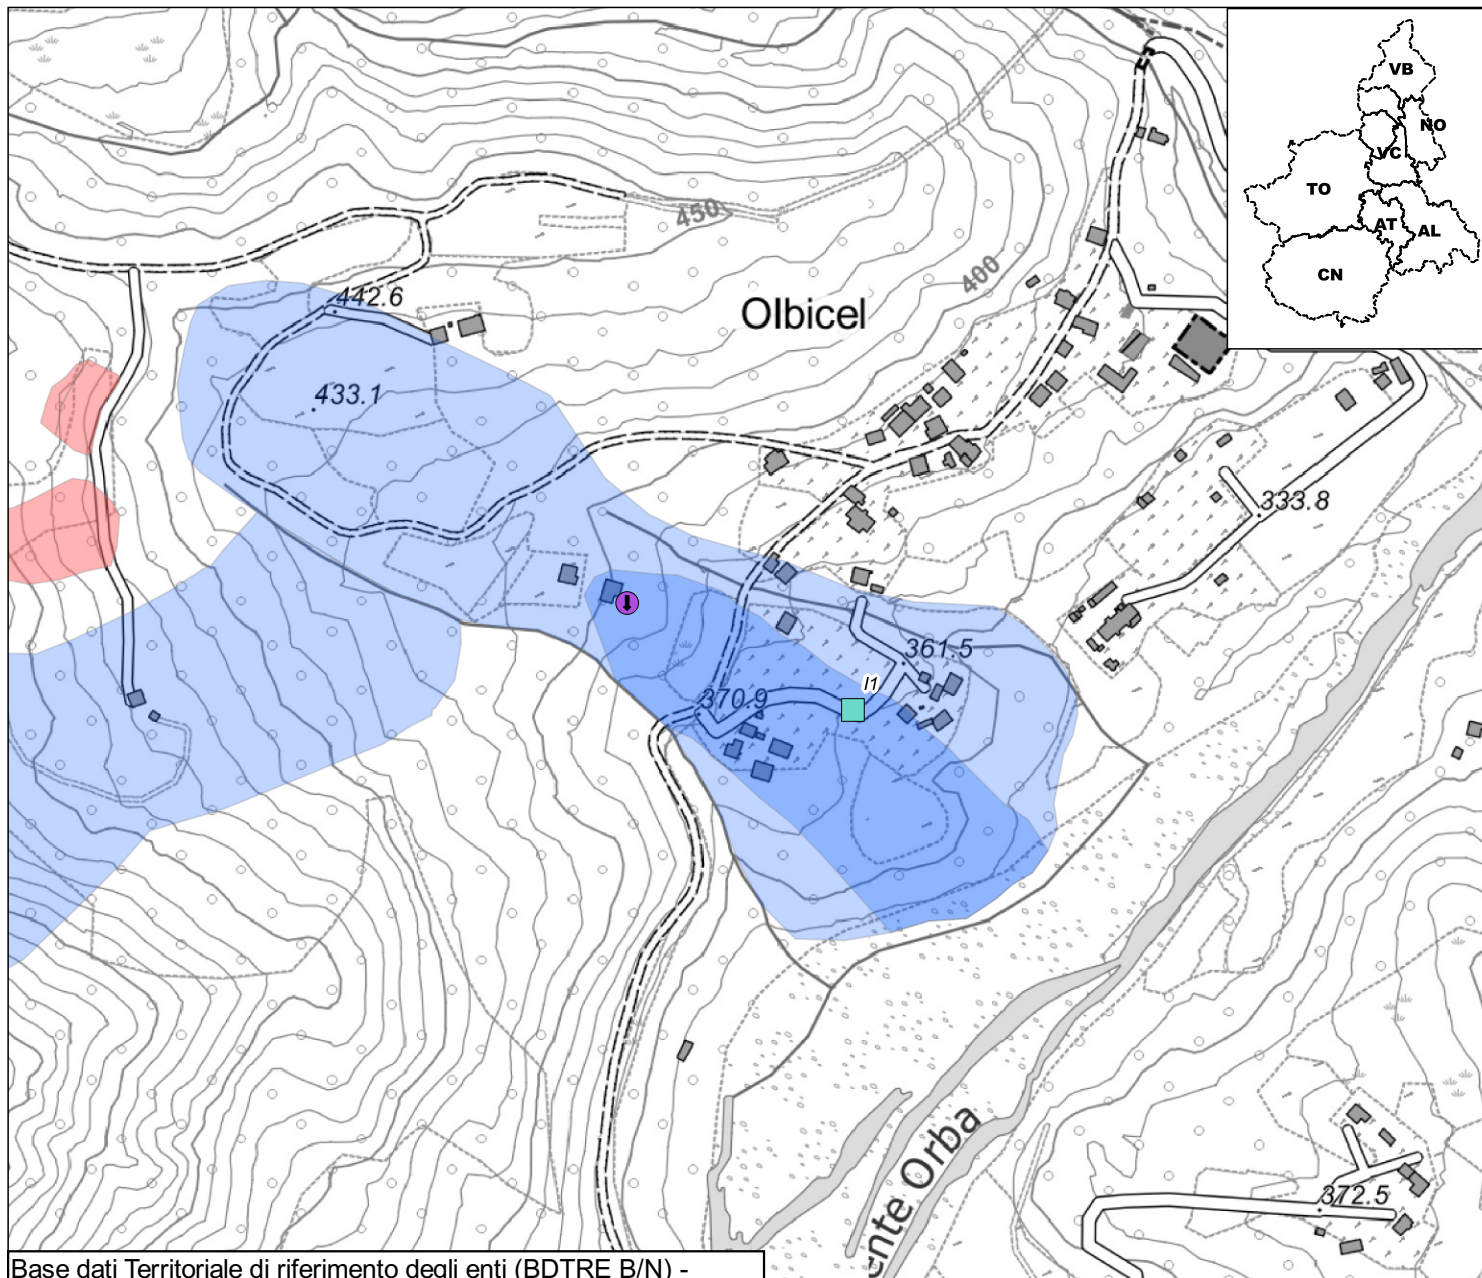 VB
NO
VC
TO
AT
AL
CN
450
400
442.6
Olbicel
433.1
333.8
361.5
I1
370.9
ente Orba
372.5
Base dati Territoriale di riferimento degli enti (BDTRE B/N) -